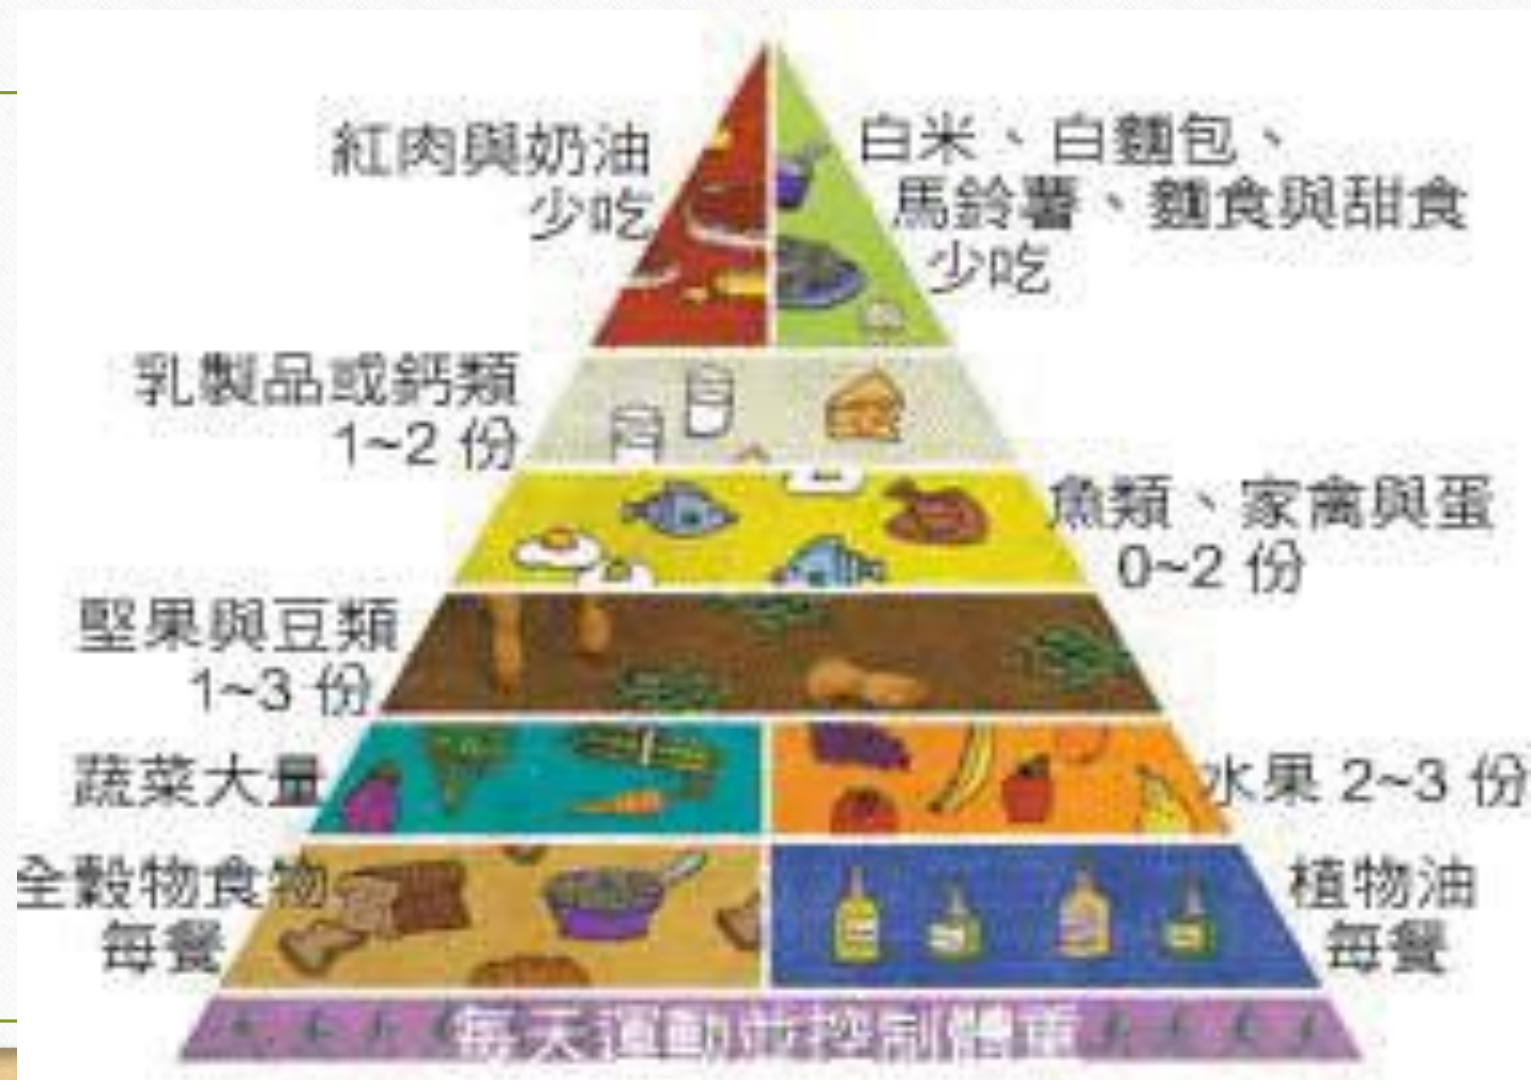 紅肉與奶油
少吃
白米、白麵包、
馬鈴薯、麵食與甜食
少吃
乳製品或鈣類
1~2 份
魚類、家禽與蛋
0~2 份
堅果與豆類
1~3 份
蔬菜大量
水果 2~3 份
全穀物食物
每餐
植物油
每餐
每天運動並控制體重